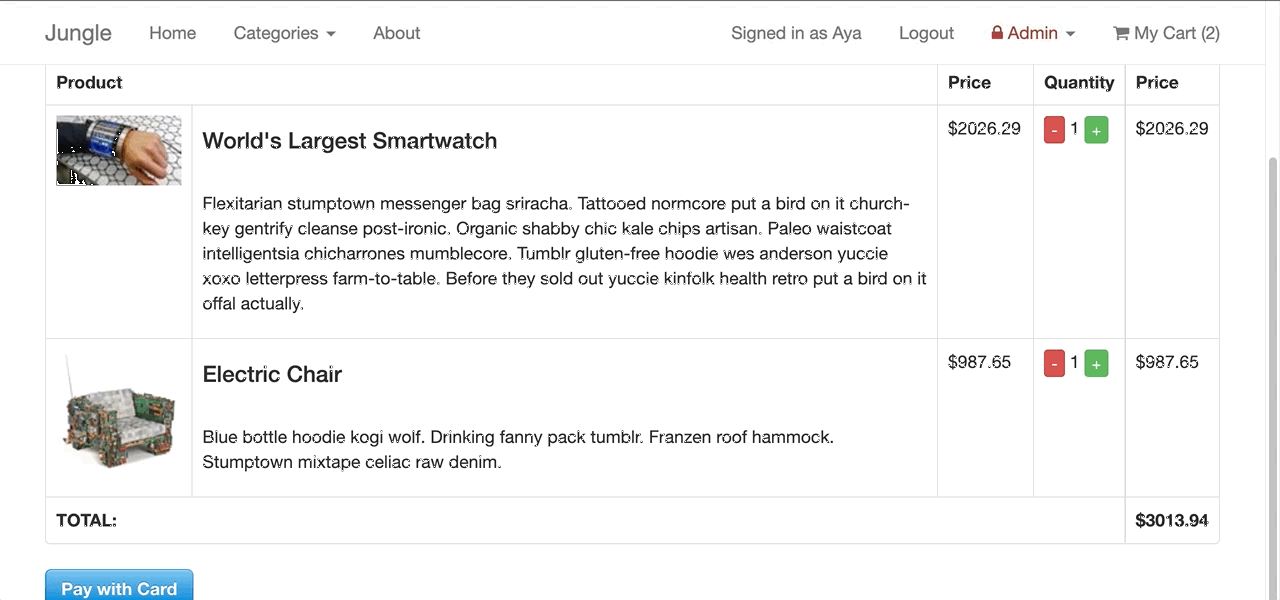 Jungle Home Categories About Signed in as Aya Logout Admin My Cart (2)
Product Price Quantity Price
World's Largest Smartwatch $2026.29 - 1 + $2026.29
Flexitarian stumptown messenger bag sriracha. Tattooed normcore put a bird on it church-
key gentrify cleanse post-ironic. Organic shabby chic kale chips artisan. Paleo waistcoat
intelligentsia chicharrones mumblecore. Tumblr gluten-free hoodie wes anderson yuccie
xoxo letterpress farm-to-table. Before they sold out yuccie kinfolk health retro put a bird on it
offal actually.
Electric Chair $987.65 - 1 + $987.65
Blue bottle hoodie kogi wolf. Drinking fanny pack tumblr. Franzen roof hammock.
Stumptown mixtape celiac raw denim.
TOTAL: $3013.94
Pay with Card